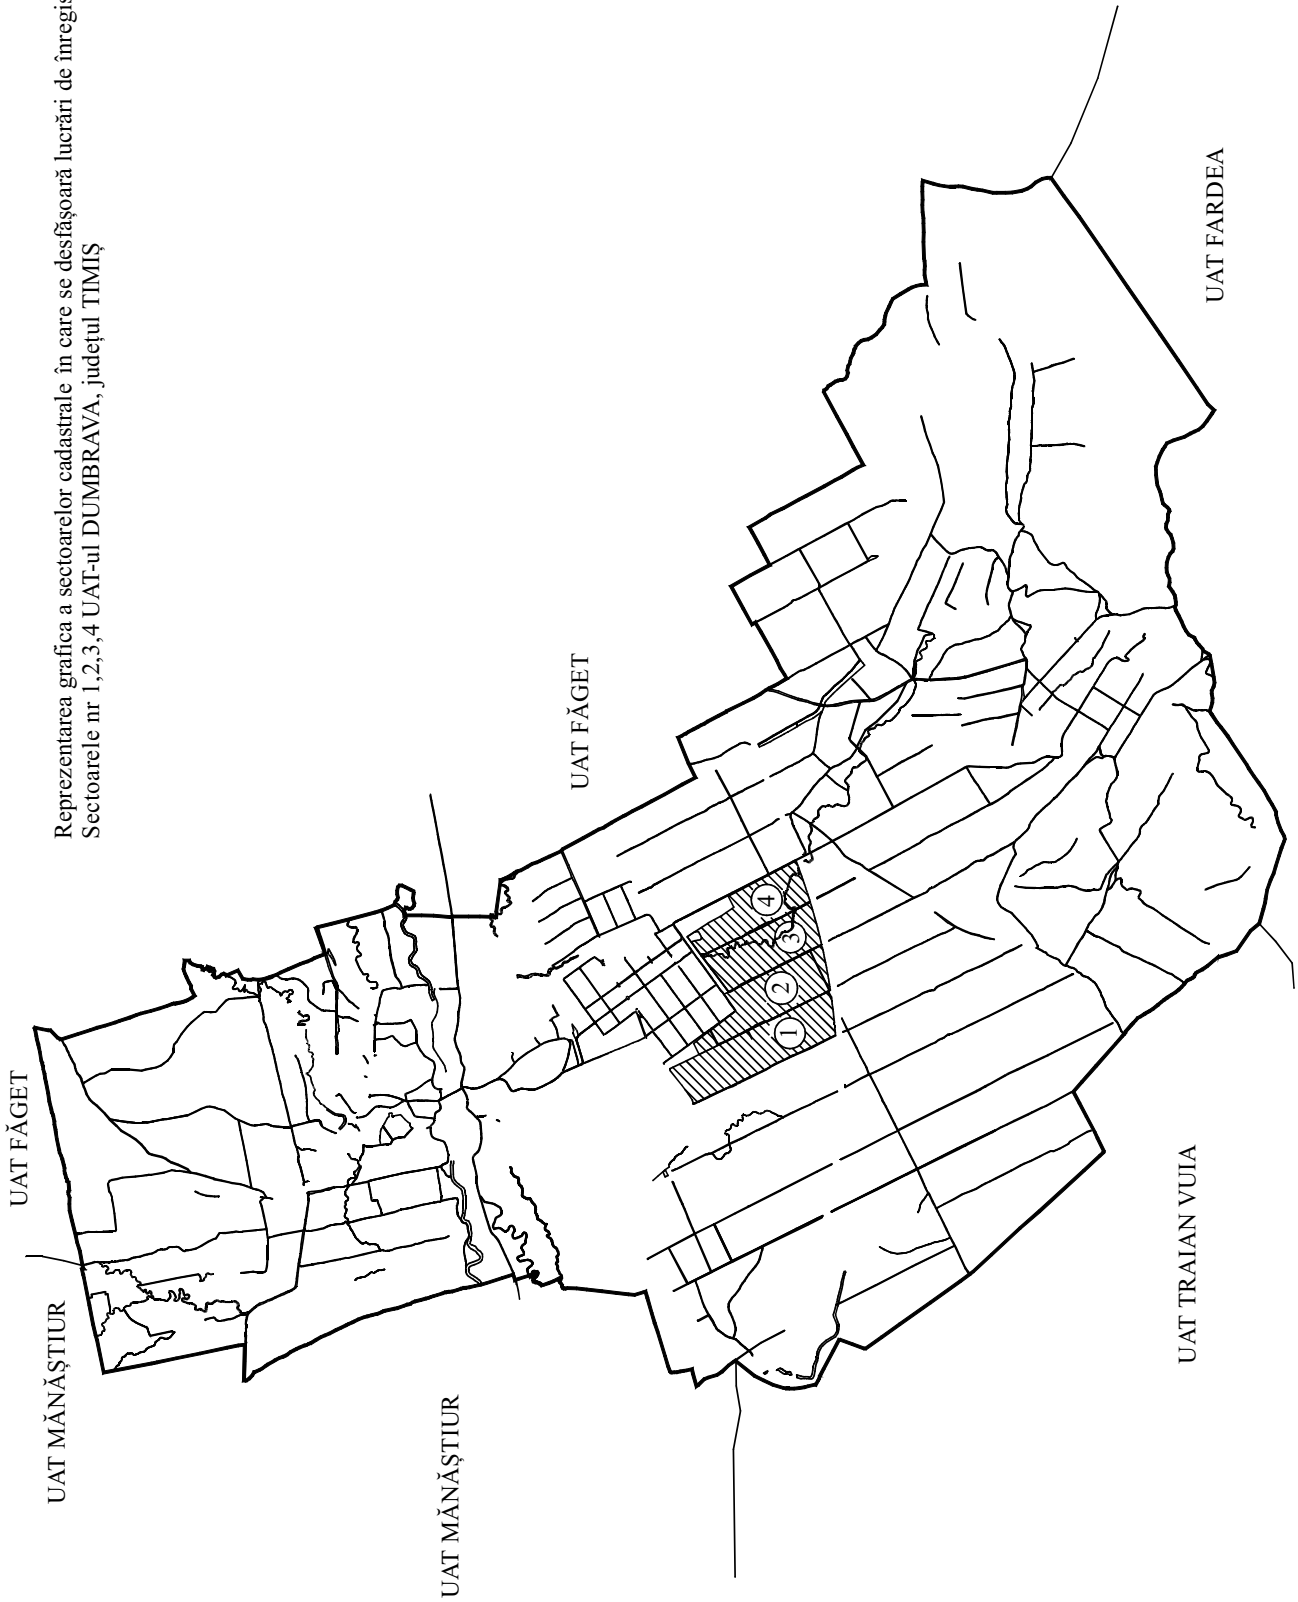 Reprezentarea grafica a sectoarelor cadastrale în care se desfășoară lucrări de
Sectoarele nr 1,2,3,4 UAT-ul DUMBRAVA, județul TIMIȘ
UAT FĂGET
UAT MĂNĂȘTIUR
UAT MĂNĂȘTIUR
UAT FĂGET
UAT FARDEA
UAT TRAIAN VUIA
1
2
3
4